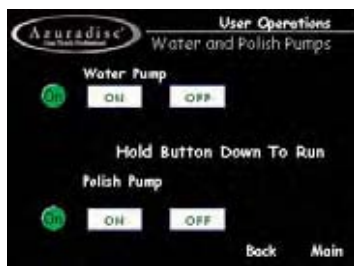 Azuradisc
User Operations
Water and Polish Pumps
Water Pump
On ON OFF
Hold Button Down To Run
Polish Pump
On ON OFF
Back Main